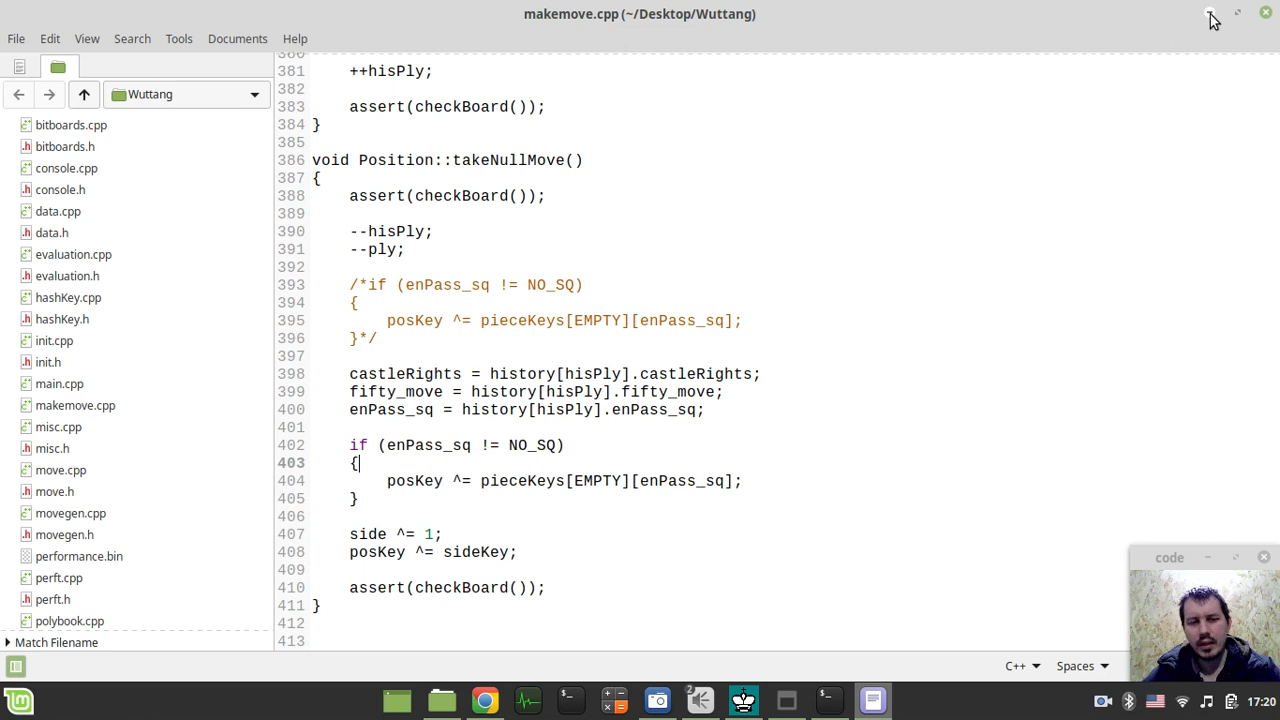 makemove.cpp (~/Desktop/Wuttang)
File Edit View Search Tools Documents Help
Wuttang
bitboards.cpp
bitboards.h
console.cpp
console.h
data.cpp
data.h
evaluation.cpp
evaluation.h
hashKey.cpp
hashKey.h
init.cpp
init.h
main.cpp
makemove.cpp
misc.cpp
misc.h
move.cpp
move.h
movegen.cpp
movegen.h
performance.bin
perft.cpp
perft.h
polybook.cpp
Match Filename
380
381 ++hisPly;
382
383 assert(checkBoard());
384 }
385
386 void Position::takeNullMove()
387 {
388 assert(checkBoard());
389
390 --hisPly;
391 --ply;
392
393 /*if (enPass_sq != NO_SQ)
394 {
395 posKey ^= pieceKeys[EMPTY][enPass_sq];
396 }*/
397
398 castleRights = history[hisPly].castleRights;
399 fifty_move = history[hisPly].fifty_move;
400 enPass_sq = history[hisPly].enPass_sq;
401
402 if (enPass_sq != NO_SQ)
403 {
404 posKey ^= pieceKeys[EMPTY][enPass_sq];
405 }
406
407 side ^= 1;
408 posKey ^= sideKey;
409
410 assert(checkBoard());
411 }
412
413
code
C++ Spaces
2
17:20